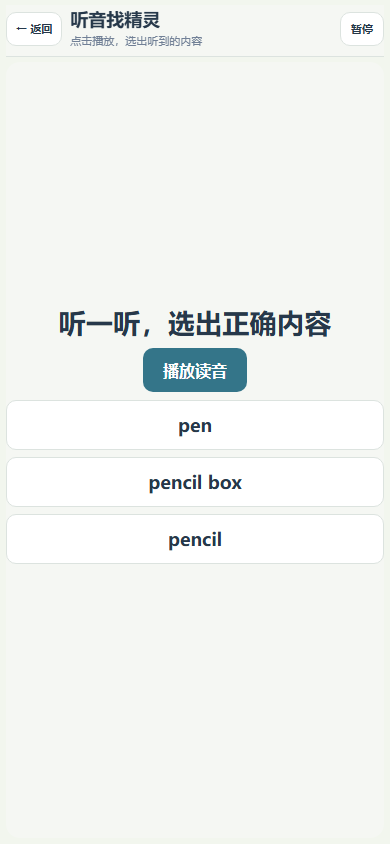 ← 返回
听音找精灵
点击播放，选出听到的内容
暂停
听一听，选出正确内容
播放读音
pen
pencil box
pencil